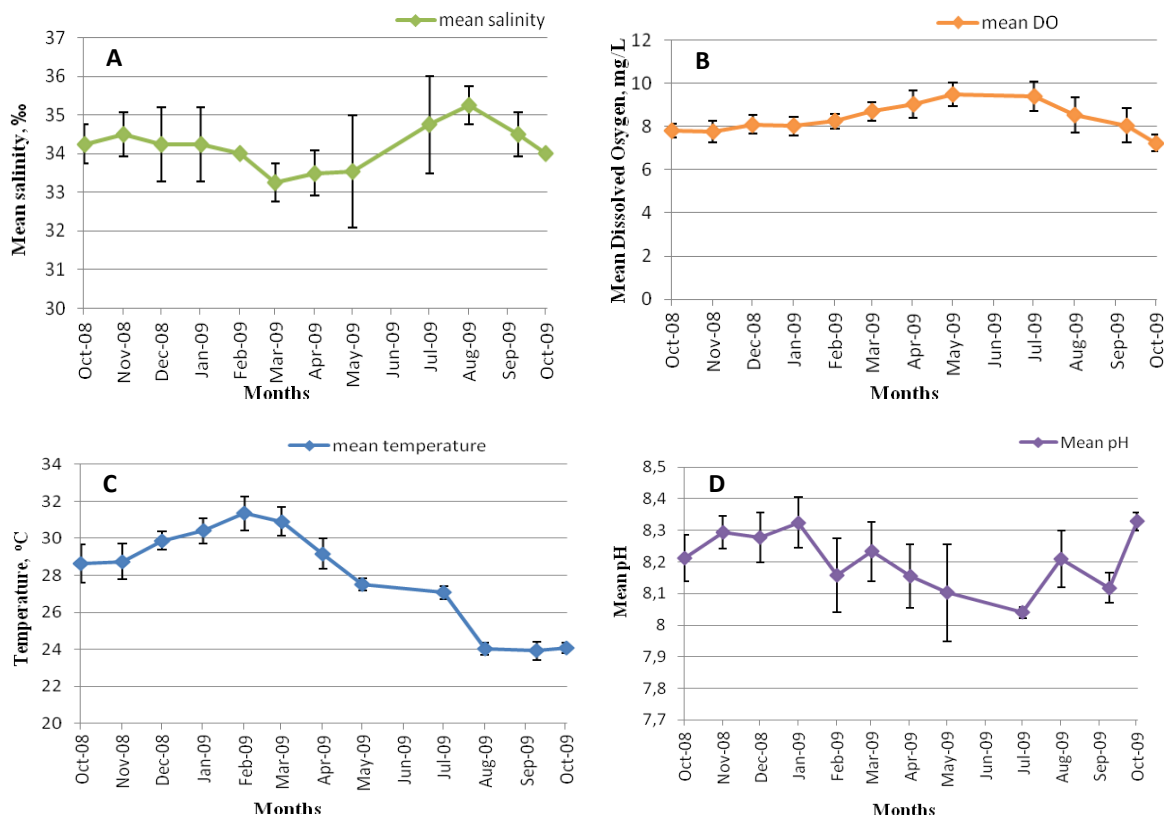 mean salinity
A
37
36
35
34
33
32
31
30
Mean salinity, ‰
Oct-08
Nov-08
Dec-08
Jan-09
Feb-09
Mar-09
Apr-09
May-09
Jun-09
Jul-09
Aug-09
Sep-09
Oct-09
Months
mean DO
B
12
10
8
6
4
2
0
Mean Dissolved Osygen, mg/L
Oct-08
Nov-08
Dec-08
Jan-09
Feb-09
Mar-09
Apr-09
May-09
Jun-09
Jul-09
Aug-09
Sep-09
Oct-09
Months
mean temperature
C
34
32
30
28
26
24
22
20
Temperature, ºC
Oct-08
Nov-08
Dec-08
Jan-09
Feb-09
Mar-09
Apr-09
May-09
Jun-09
Jul-09
Aug-09
Sep-09
Oct-09
Months
Mean pH
D
8,5
8,4
8,3
8,2
8,1
8
7,9
7,8
7,7
Mean pH
Oct-08
Nov-08
Dec-08
Jan-09
Feb-09
Mar-09
Apr-09
May-09
Jun-09
Jul-09
Aug-09
Sep-09
Oct-09
Months